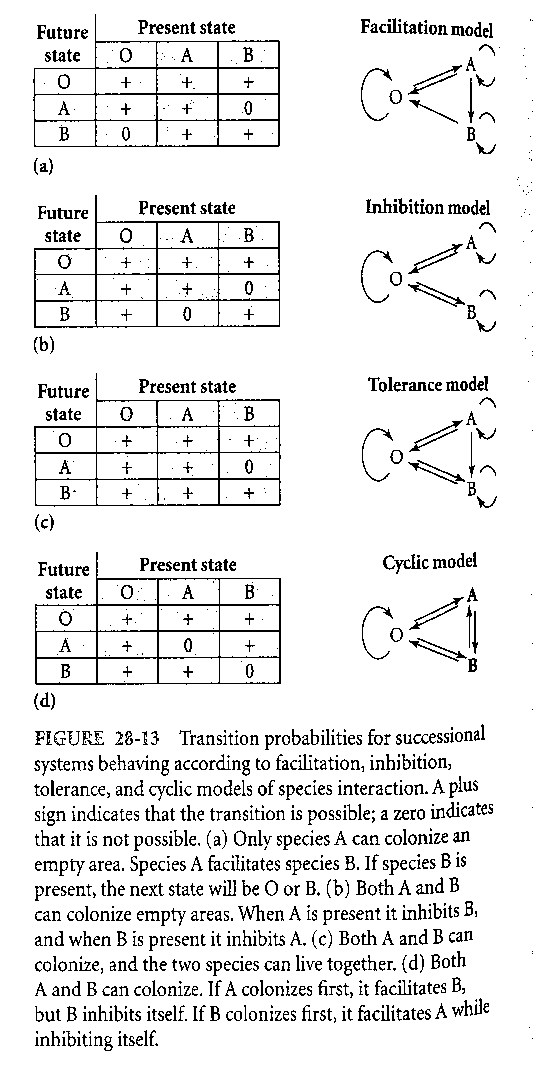 Future Present state Facilitation model
state O A B A
O + + + O
A + + 0
B 0 + + B
(a)
Future Present state Inhibition model
state O A B A
O + + + O
A + + 0
B + 0 + B
(b)
Future Present state Tolerance model
state O A B A
O + + + O
A + + 0
B + + + B
(c)
Future Present state Cyclic model
state O A B A
O + + + O
A + 0 +
B + + 0 B
(d)
FIGURE 28-13 Transition probabilities for successional
systems behaving according to facilitation, inhibition,
tolerance, and cyclic models of species interaction. A plus
sign indicates that the transition is possible; a zero indicates
that it is not possible. (a) Only species A can colonize an
empty area. Species A facilitates species B. If species B is
present, the next state will be O or B. (b) Both A and B
can colonize empty areas. When A is present it inhibits B,
and when B is present it inhibits A. (c) Both A and B can
colonize, and the two species can live together. (d) Both
A and B can colonize. If A colonizes first, it facilitates B,
but B inhibits itself. If B colonizes first, it facilitates A while
inhibiting itself.